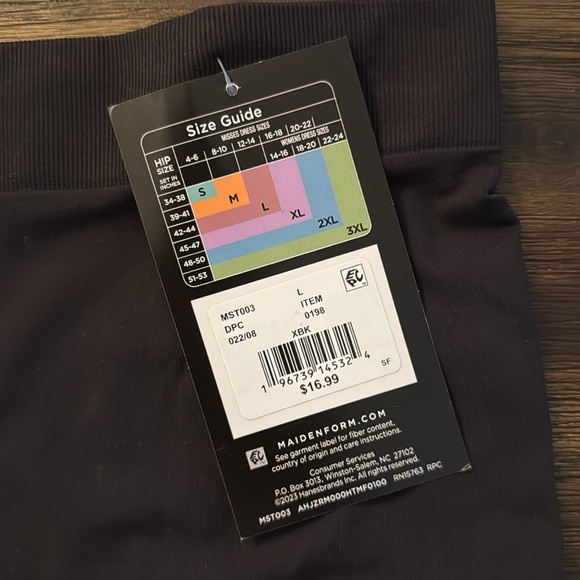 Size Guide
MISSES DRESS SIZES
4-6 8-10 12-14 16-18 20-22
WOMENS DRESS SIZES
14-16 18-20 22-24
HIP
SIZE
SET IN
INCHES
34-38 S
39-41 M
42-44 L
45-47 XL
48-50 2XL
51-53 3XL
MST003 L
DPC ITEM
022/08 0198
XBK
1 96739 14532 4
SF
$16.99
MAIDENFORM.COM
See garment label for fiber content,
country of origin and care instructions.
Consumer Services
P.O. Box 3013, Winston-Salem, NC 27102
©2023 Hanesbrands Inc. All rights reserved.
MST003 AHJZRM000HTMF0100 RN15763 RPC